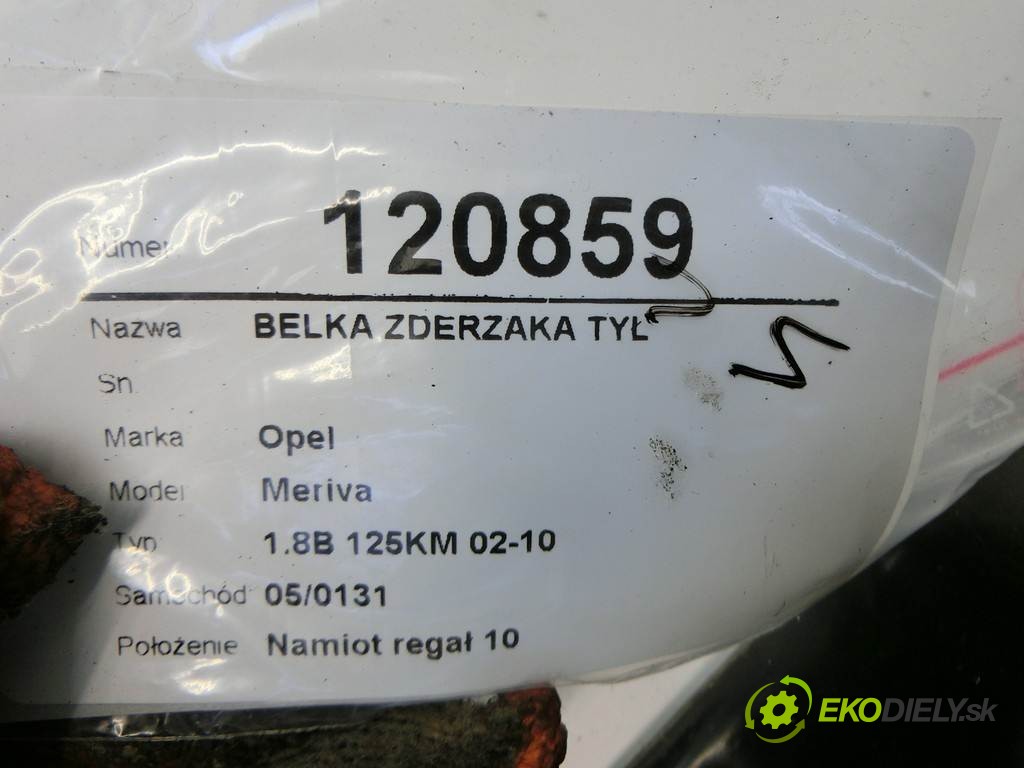 Numer 120859
Nazwa BELKA ZDERZAKA TYŁ
Sn
Marka Opel
Model Meriva
Typ 1.8B 125KM 02-10
Samochód 05/0131
Położenie Namiot regał 10
EKODIELY.sk